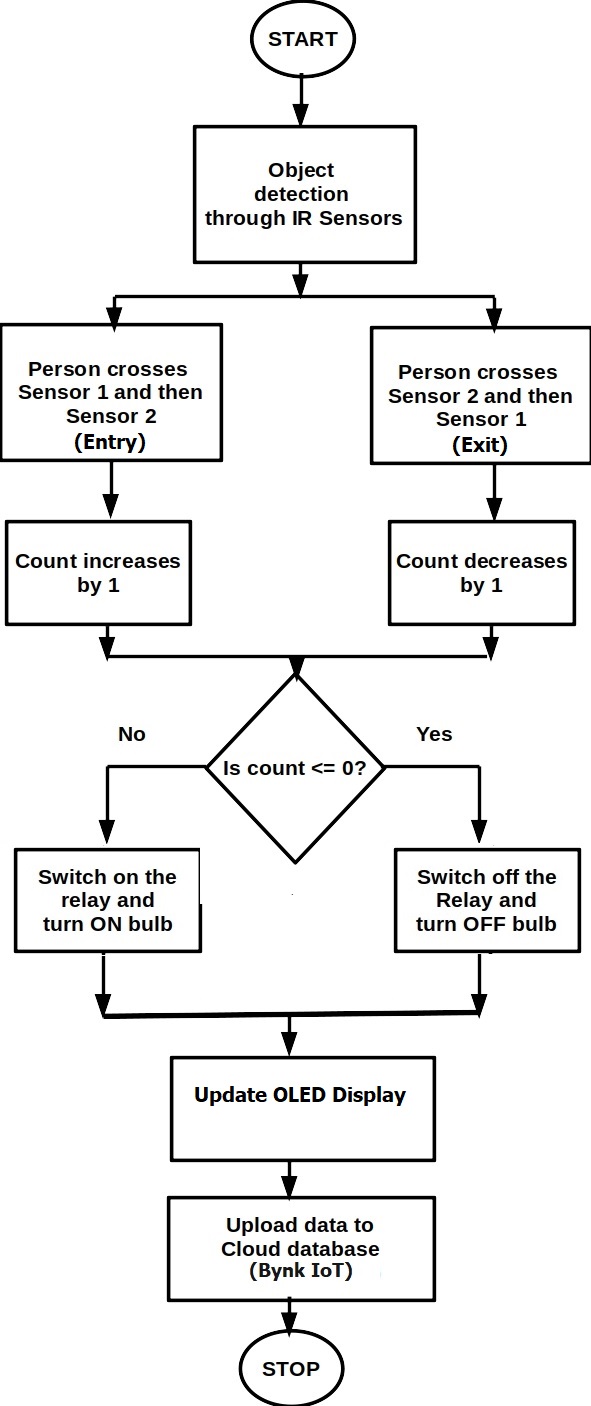 START
Object
detection
through IR Sensors
Person crosses
Sensor 1 and then
Sensor 2
(Entry)
Person crosses
Sensor 2 and then
Sensor 1
(Exit)
Count increases
by 1
Count decreases
by 1
Is count <= 0?
No
Yes
Switch on the
relay and
turn ON bulb
Switch off the
Relay and
turn OFF bulb
Update OLED Display
Upload data to
Cloud database
(Bynk IoT)
STOP